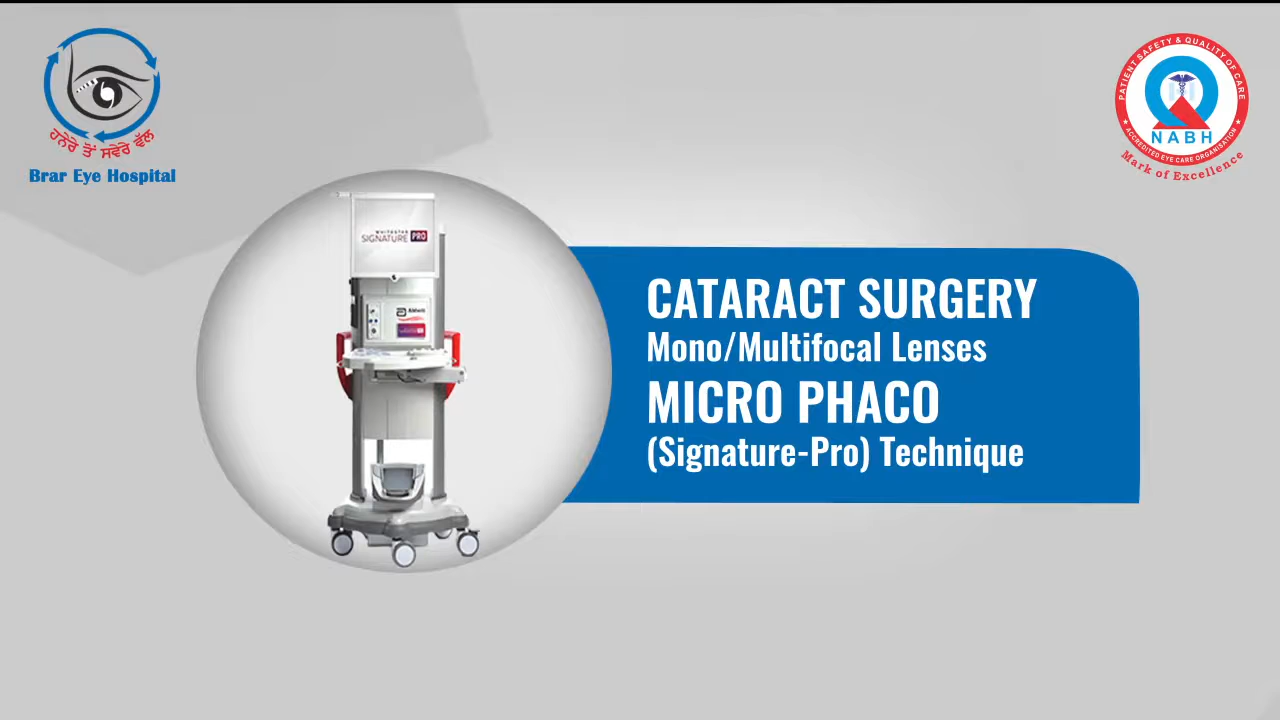 ਹਨੇਰੇ ਤੋਂ ਸਵੇਰੇ ਵੱਲ
Brar Eye Hospital
PATIENT SAFETY & QUALITY OF CARE
NABH
ACCREDITED EYE CARE ORGANISATION
Mark of Excellence
WHITESTAR
SIGNATURE PRO
Abbott
CATARACT SURGERY
Mono/Multifocal Lenses
MICRO PHACO
(Signature-Pro) Technique